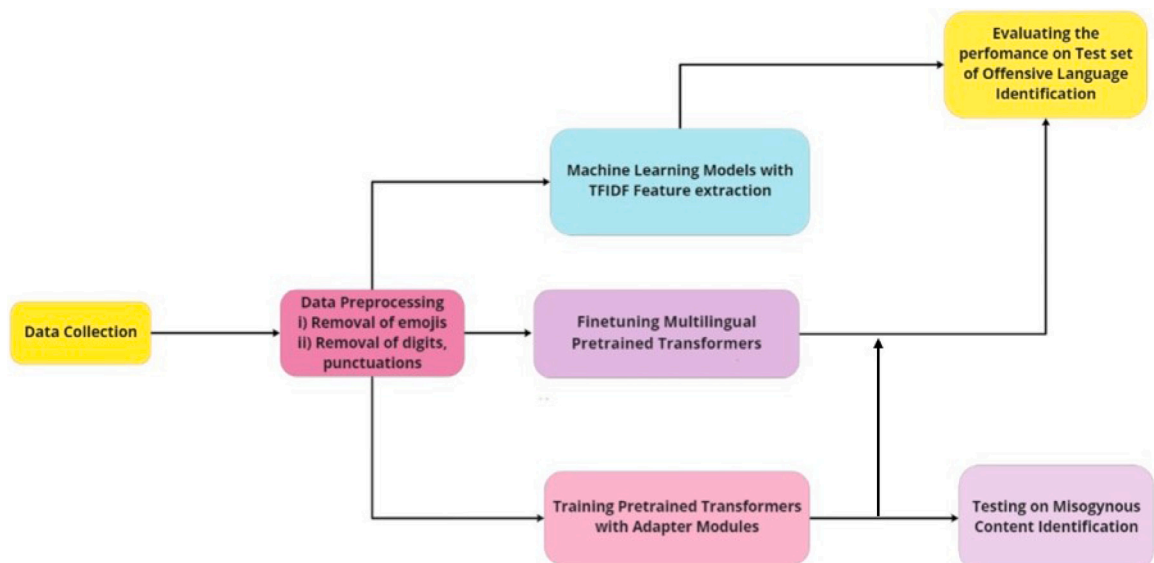 Evaluating the
perfomance on Test set
of Offensive Language
Identification
Machine Learning Models with
TFIDF Feature extraction
Data Collection
Data Preprocessing
i) Removal of emojis
ii) Removal of digits,
punctuations
Finetuning Multilingual
Pretrained Transformers
Training Pretrained Transformers
with Adapter Modules
Testing on Misogynous
Content Identification